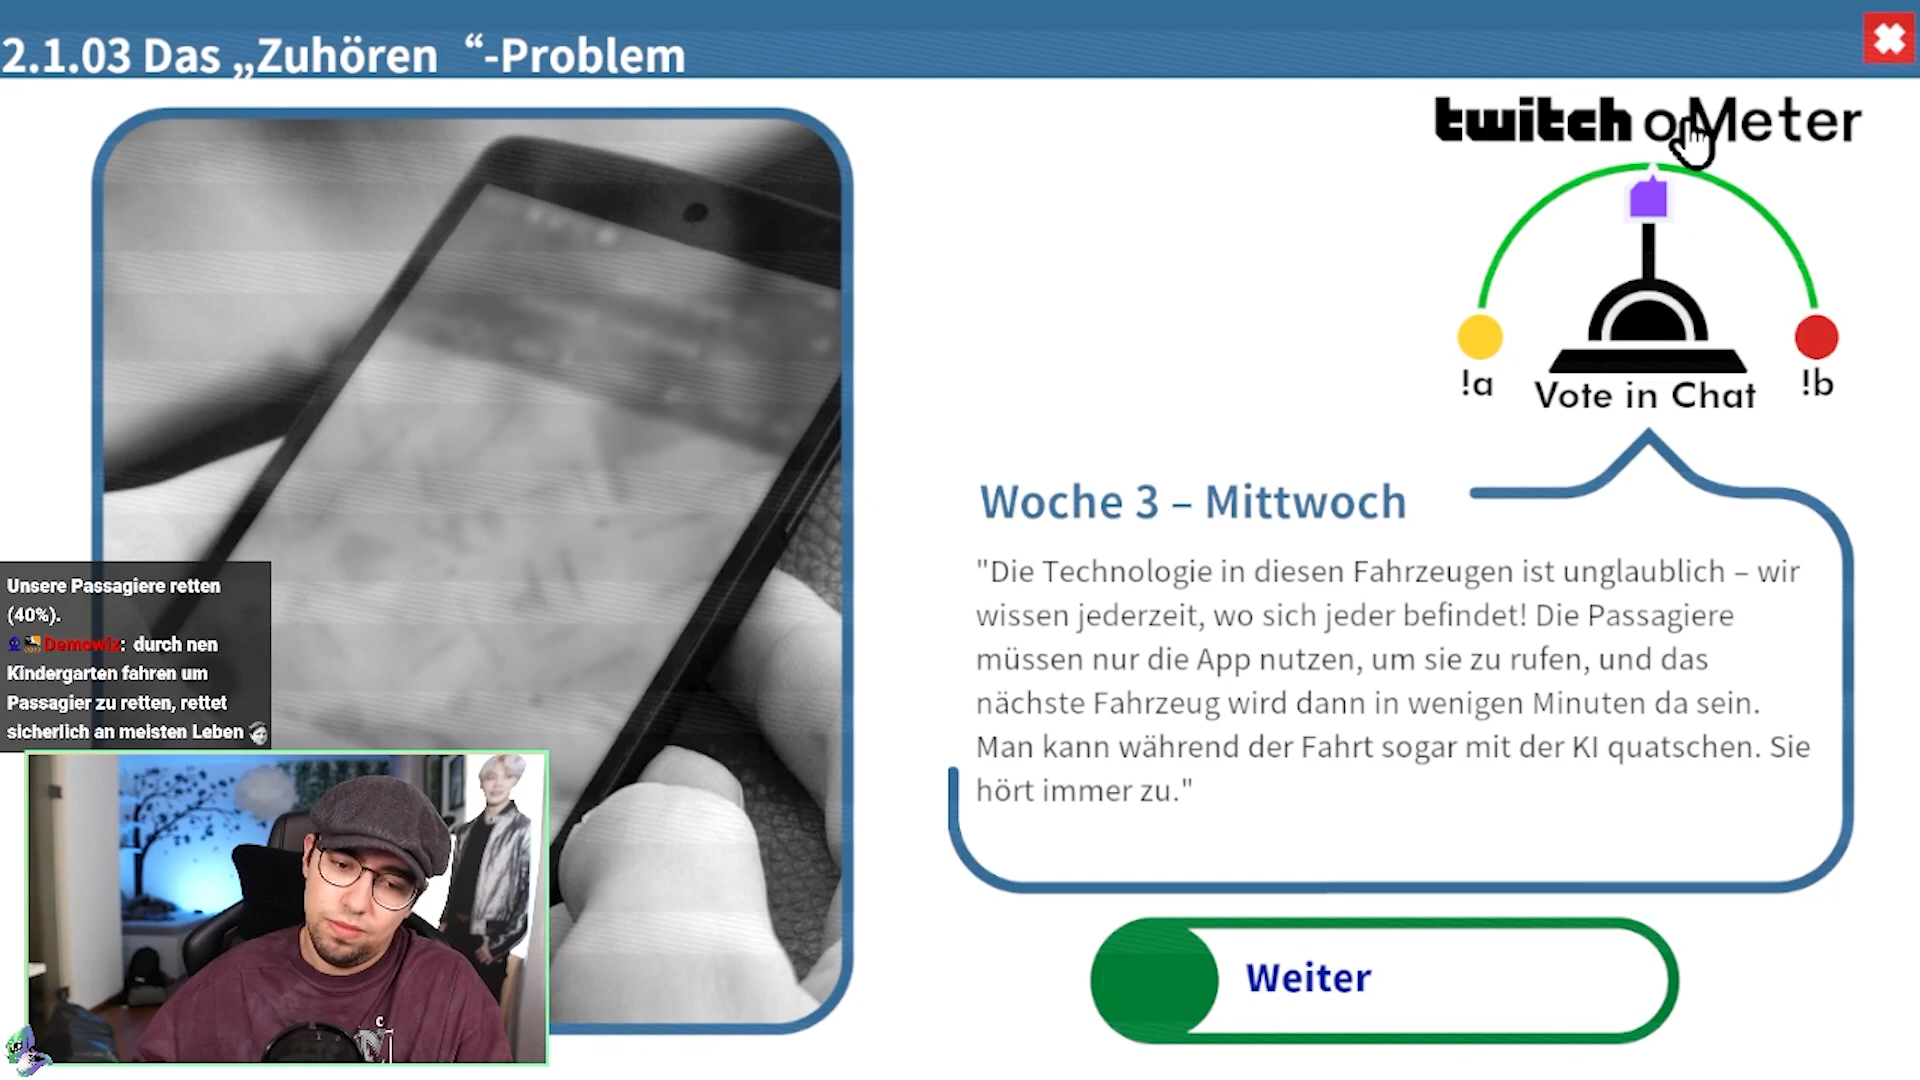 2.1.03 Das „Zuhören “-Problem
twitch oMeter
!a
Vote in Chat
!b
Woche 3 – Mittwoch
"Die Technologie in diesen Fahrzeugen ist unglaublich – wir
wissen jederzeit, wo sich jeder befindet! Die Passagiere
müssen nur die App nutzen, um sie zu rufen, und das
nächste Fahrzeug wird dann in wenigen Minuten da sein.
Man kann während der Fahrt sogar mit der KI quatschen. Sie
hört immer zu."
Weiter
Unsere Passagiere retten
(40%).
Demowiz: durch nen
Kindergarten fahren um
Passagier zu retten, rettet
sicherlich an meisten Leben